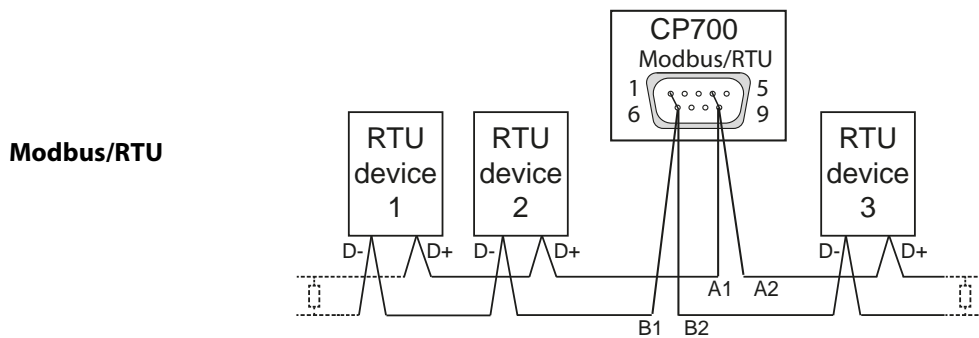 CP700
Modbus/RTU
1 5
6 9
Modbus/RTU
RTU
device
1
RTU
device
2
RTU
device
3
D- D+ D- D+ D- D+
A1 A2
B1 B2